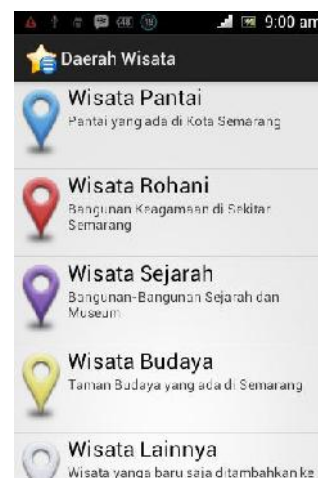 9:00 am
Daerah Wisata
Wisata Pantai
Pantai yang ada di Kota Semarang
Wisata Rohani
Bangunan Keagamaan di Sekitar
Semarang
Wisata Sejarah
Bangunan-Bangunan Sejarah dan
Museum
Wisata Budaya
Taman Budaya yang ada di Semarang
Wisata Lainnya
Wisata yanga baru saja ditambahkan ke